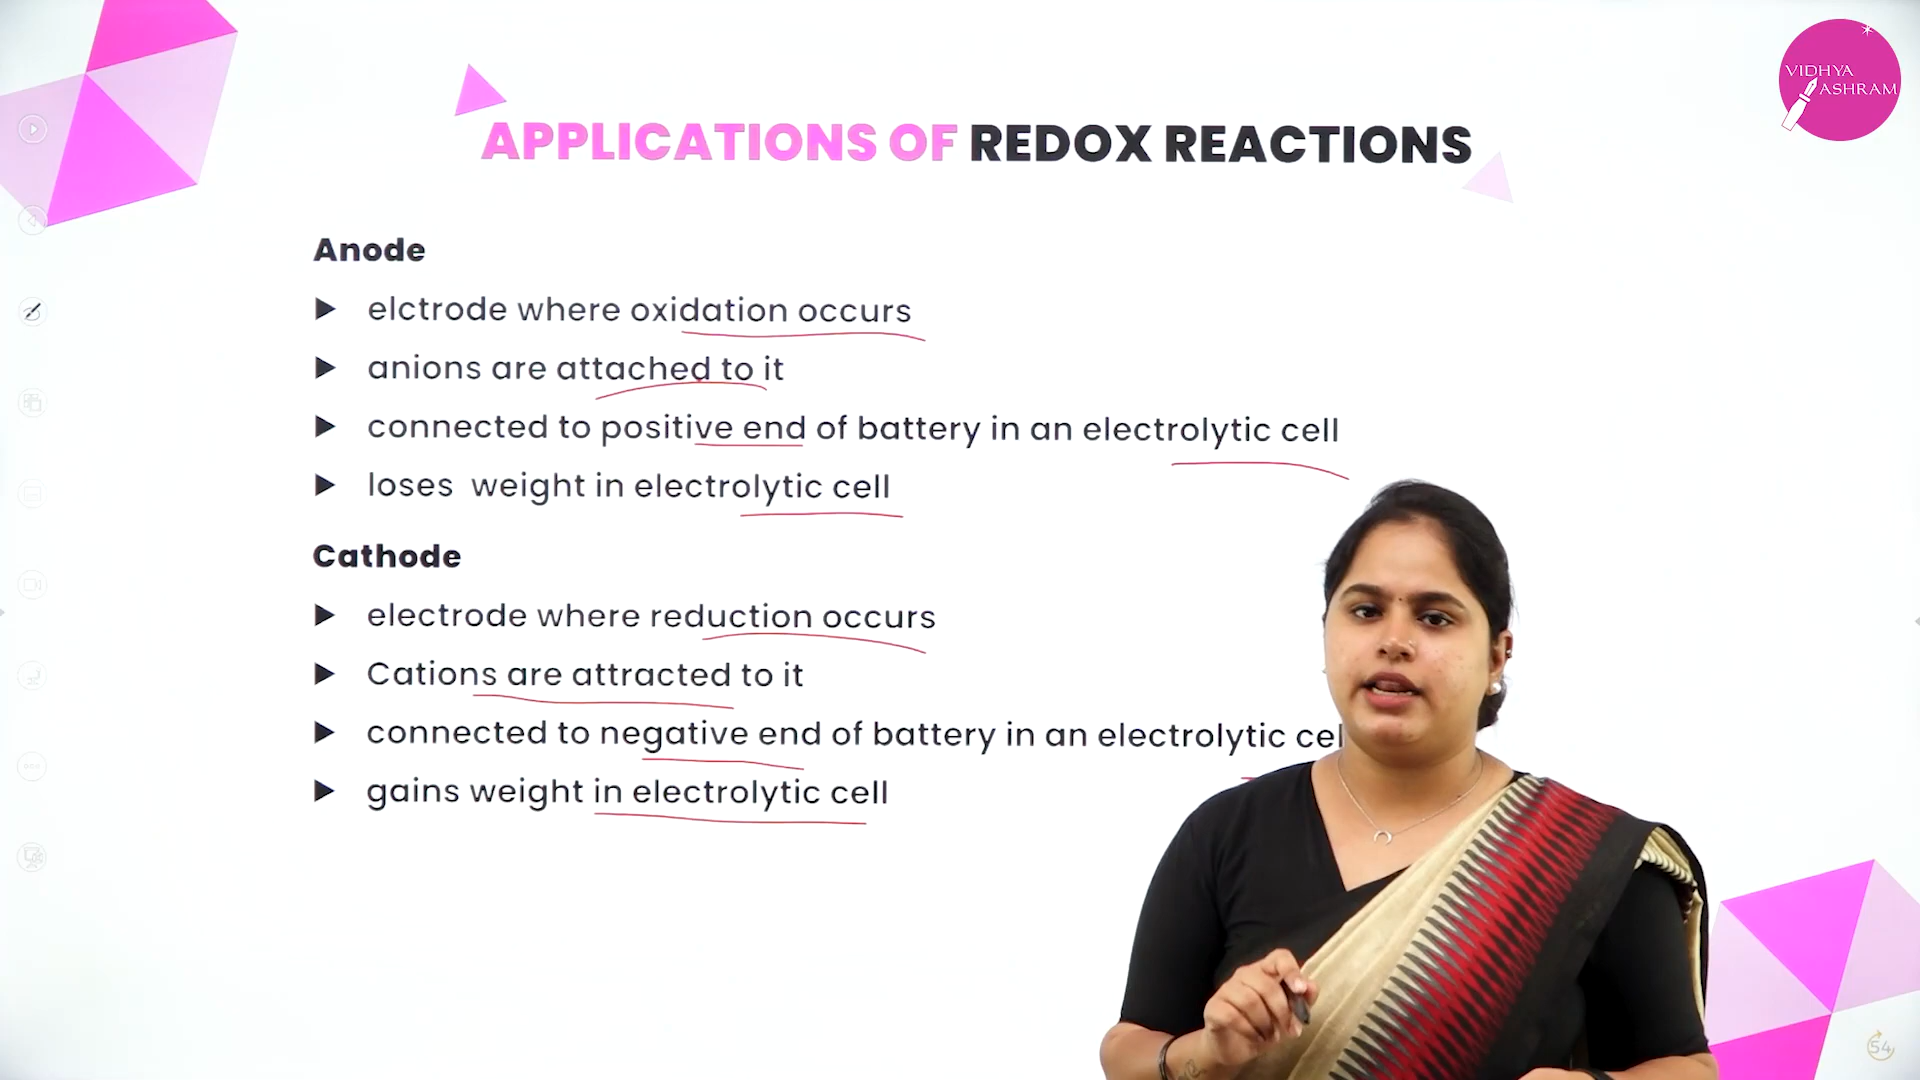 VIDHYA
ASHRAM
APPLICATIONS OF REDOX REACTIONS
Anode
elctrode where oxidation occurs
anions are attached to it
connected to positive end of battery in an electrolytic cell
loses weight in electrolytic cell
Cathode
electrode where reduction occurs
Cations are attracted to it
connected to negative end of battery in an electrolytic cel
gains weight in electrolytic cell
54